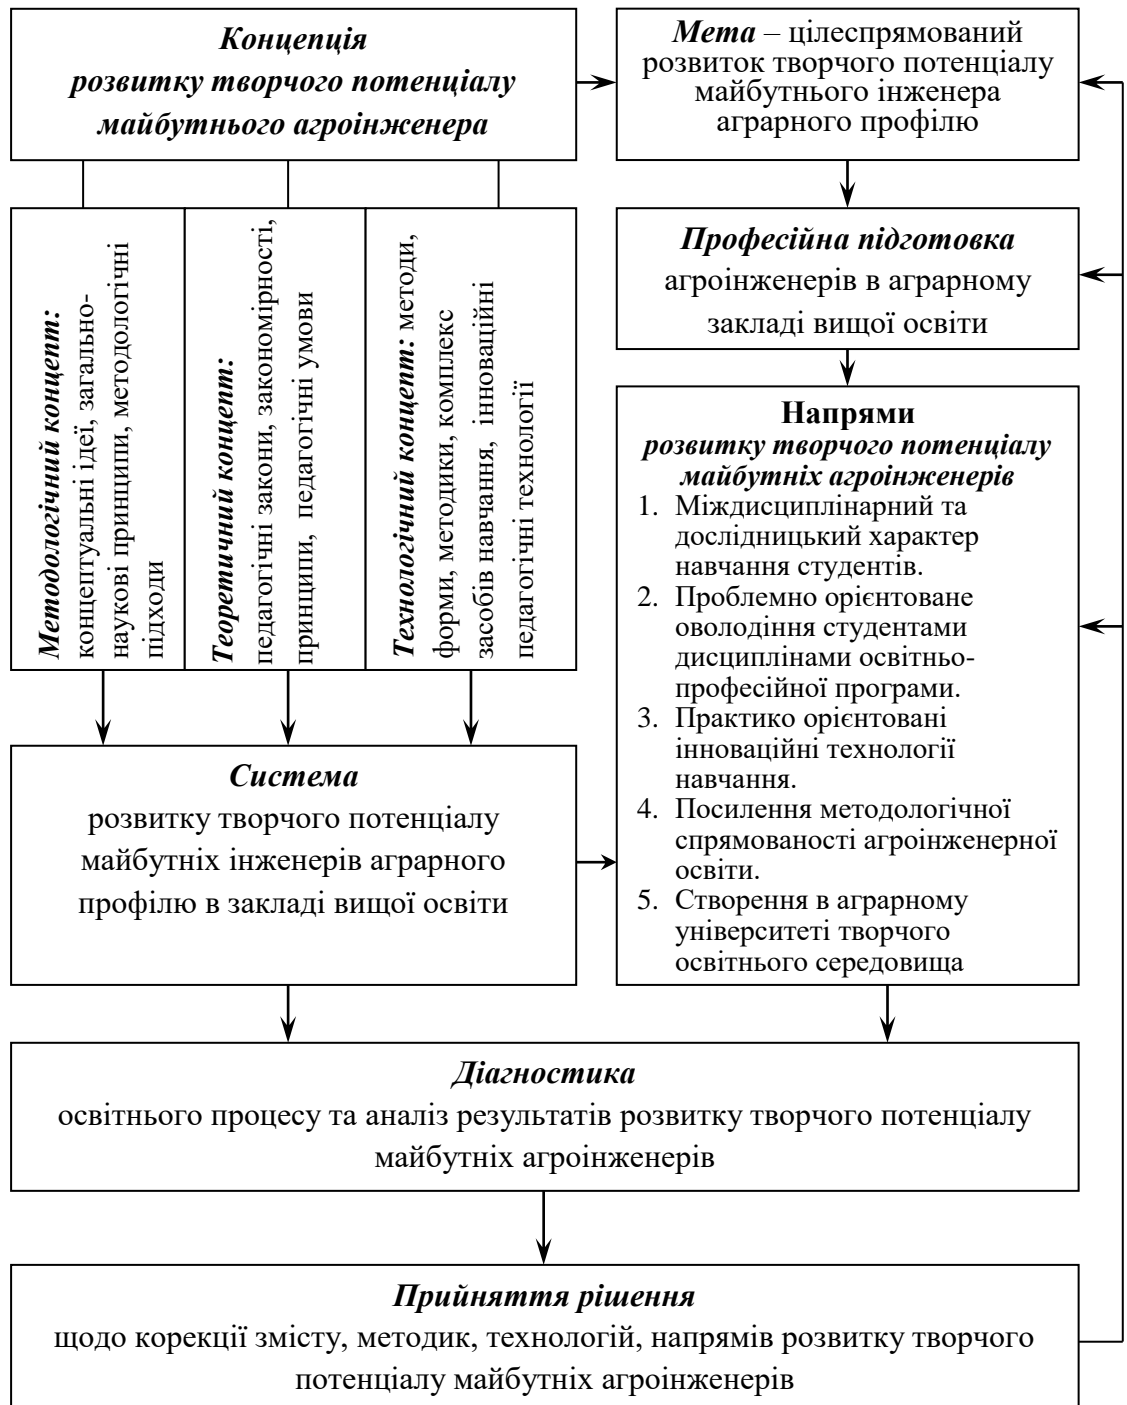 Концепція
розвитку творчого потенціалу
майбутнього агроінженера
Мета – цілеспрямований
розвиток творчого потенціалу
майбутнього інженера
аграрного профілю
Методологічний концепт:
концептуальні ідеї, загально-
наукові принципи, методологічні
підходи
Теоретичний концепт:
педагогічні закони, закономірності,
принципи, педагогічні умови
Технологічний концепт: методи,
форми, методики, комплекс
засобів навчання, інноваційні
педагогічні технології
Професійна підготовка
агроінженерів в аграрному
закладі вищої освіти
Напрями
розвитку творчого потенціалу
майбутніх агроінженерів
1. Міждисциплінарний та
дослідницький характер
навчання студентів.
2. Проблемно орієнтоване
оволодіння студентами
дисциплінами освітньо-
професійної програми.
3. Практико орієнтовані
інноваційні технології
навчання.
4. Посилення методологічної
спрямованості агроінженерної
освіти.
5. Створення в аграрному
університеті творчого
освітнього середовища
Система
розвитку творчого потенціалу
майбутніх інженерів аграрного
профілю в закладі вищої освіти
Діагностика
освітнього процесу та аналіз результатів розвитку творчого потенціалу
майбутніх агроінженерів
Прийняття рішення
щодо корекції змісту, методик, технологій, напрямів розвитку творчого
потенціалу майбутніх агроінженерів